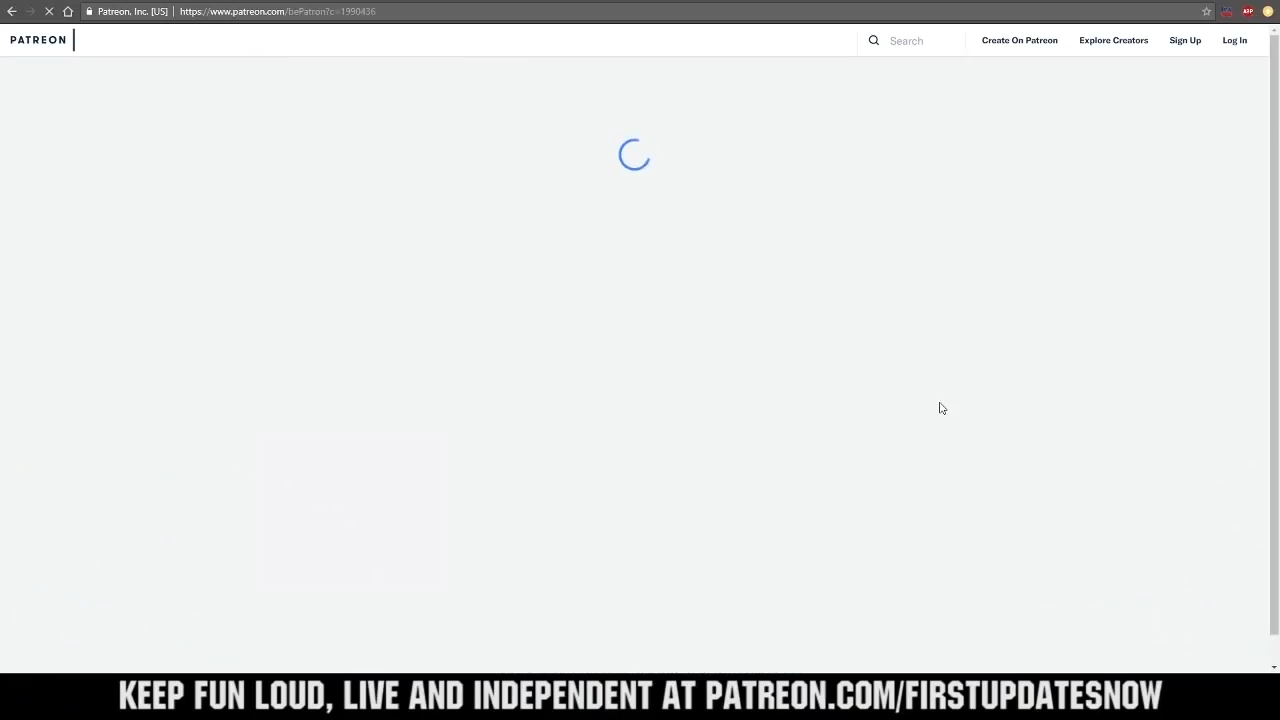 Patreon, Inc. [US] | https://www.patreon.com/bePatron?c=1990436
ABP
PATREON
Search
Create On Patreon
Explore Creators
Sign Up
Log In
KEEP FUN LOUD, LIVE AND INDEPENDENT AT PATREON.COM/FIRSTUPDATESNOW